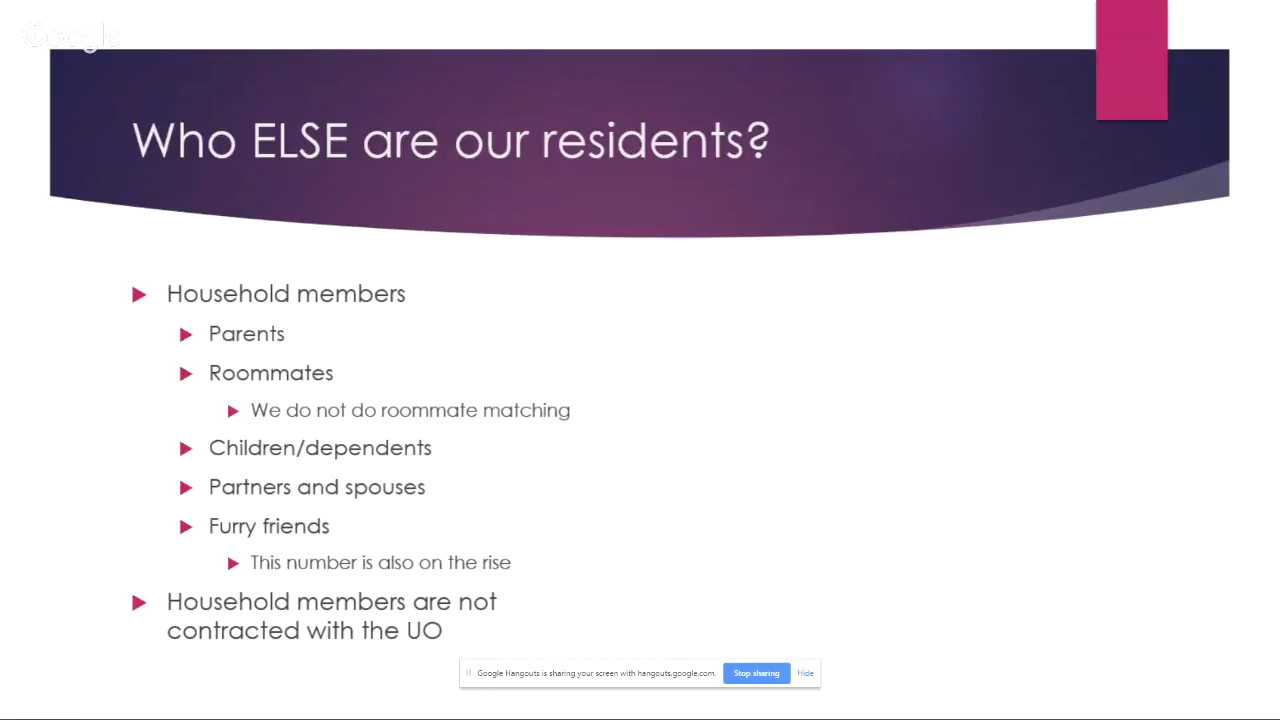 Google
Who ELSE are our residents?
Household members
Parents
Roommates
We do not do roommate matching
Children/dependents
Partners and spouses
Furry friends
This number is also on the rise
Household members are not
contracted with the UO
Google Hangouts is sharing your screen with hangouts.google.com.
Stop sharing
Hide